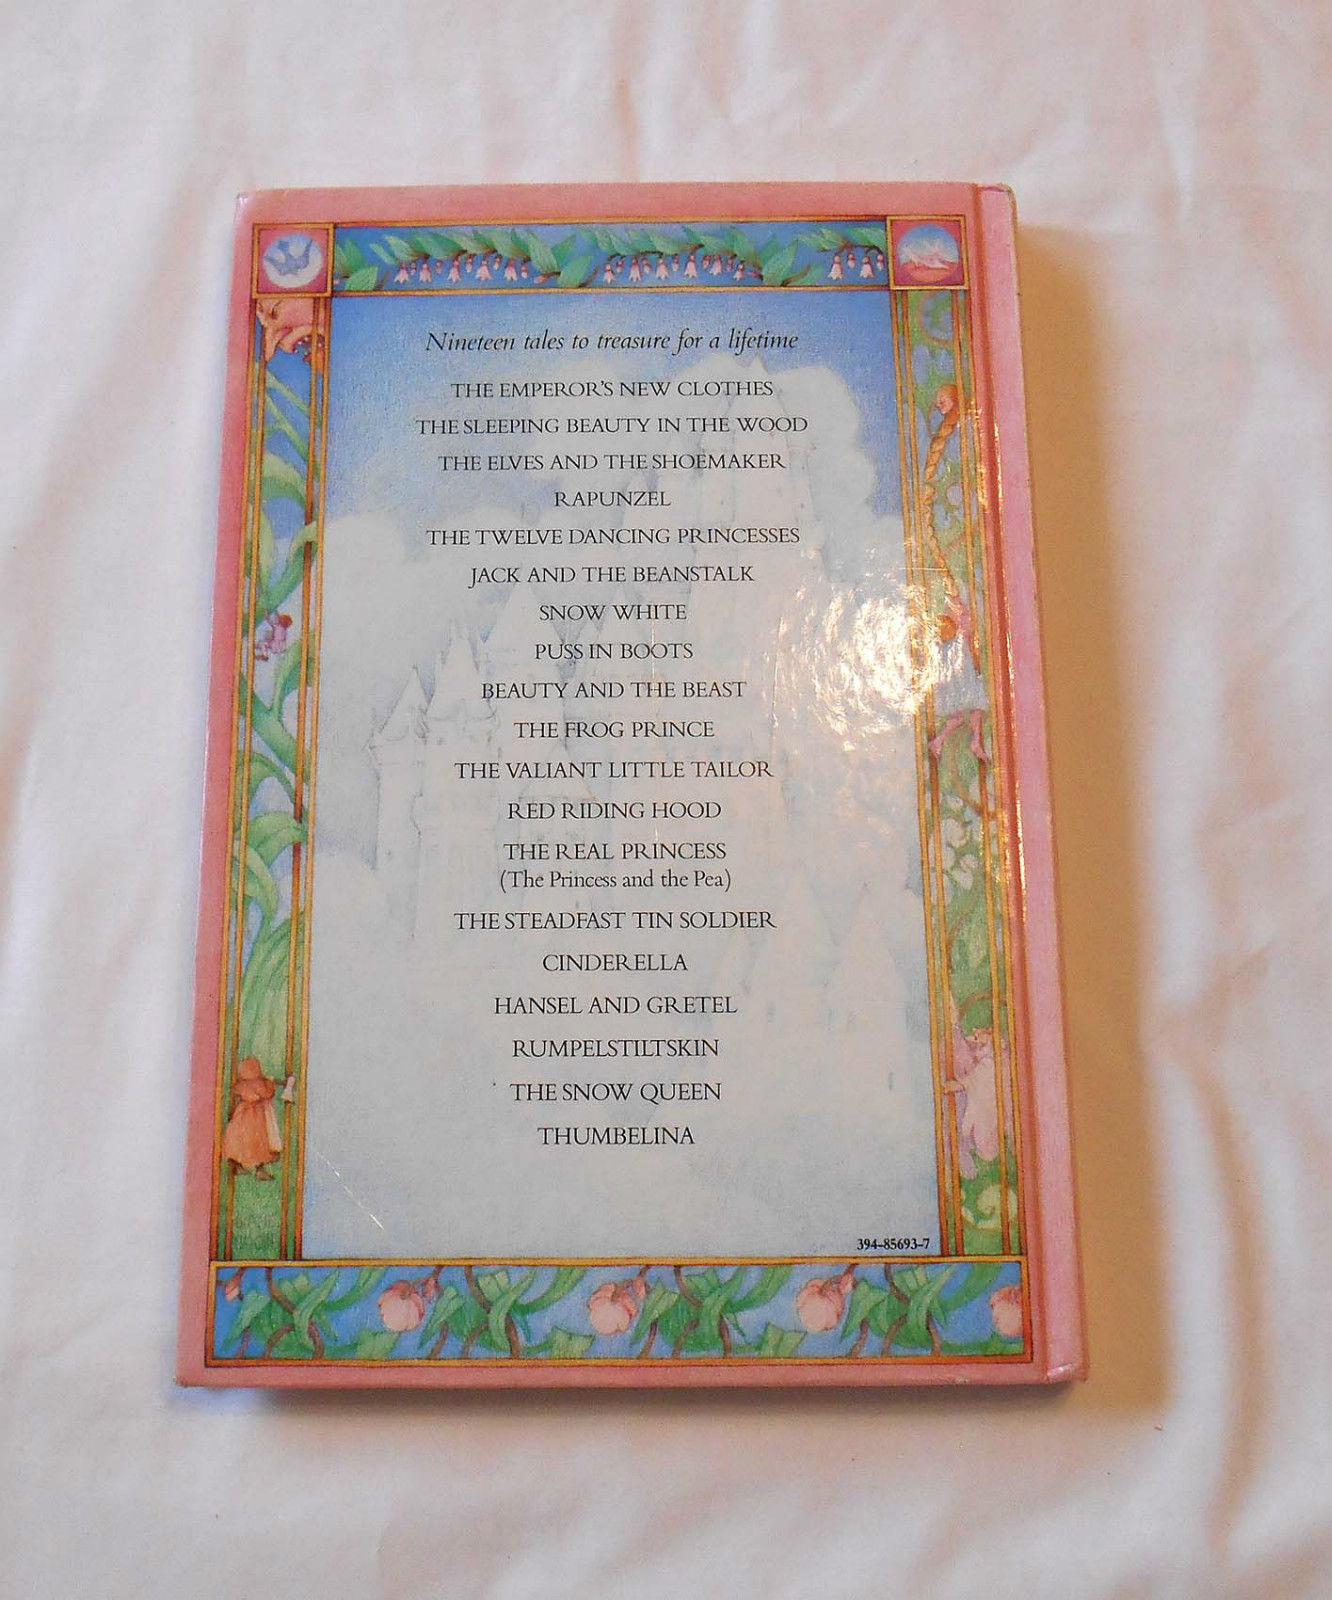 Nineteen tales to treasure for a lifetime
THE EMPEROR'S NEW CLOTHES
THE SLEEPING BEAUTY IN THE WOOD
THE ELVES AND THE SHOEMAKER
RAPUNZEL
THE TWELVE DANCING PRINCESSES
JACK AND THE BEANSTALK
SNOW WHITE
PUSS IN BOOTS
BEAUTY AND THE BEAST
THE FROG PRINCE
THE VALIANT LITTLE TAILOR
RED RIDING HOOD
THE REAL PRINCESS
(The Princess and the Pea)
THE STEADFAST TIN SOLDIER
CINDERELLA
HANSEL AND GRETEL
RUMPELSTILTSKIN
THE SNOW QUEEN
THUMBELINA
394-85693-7